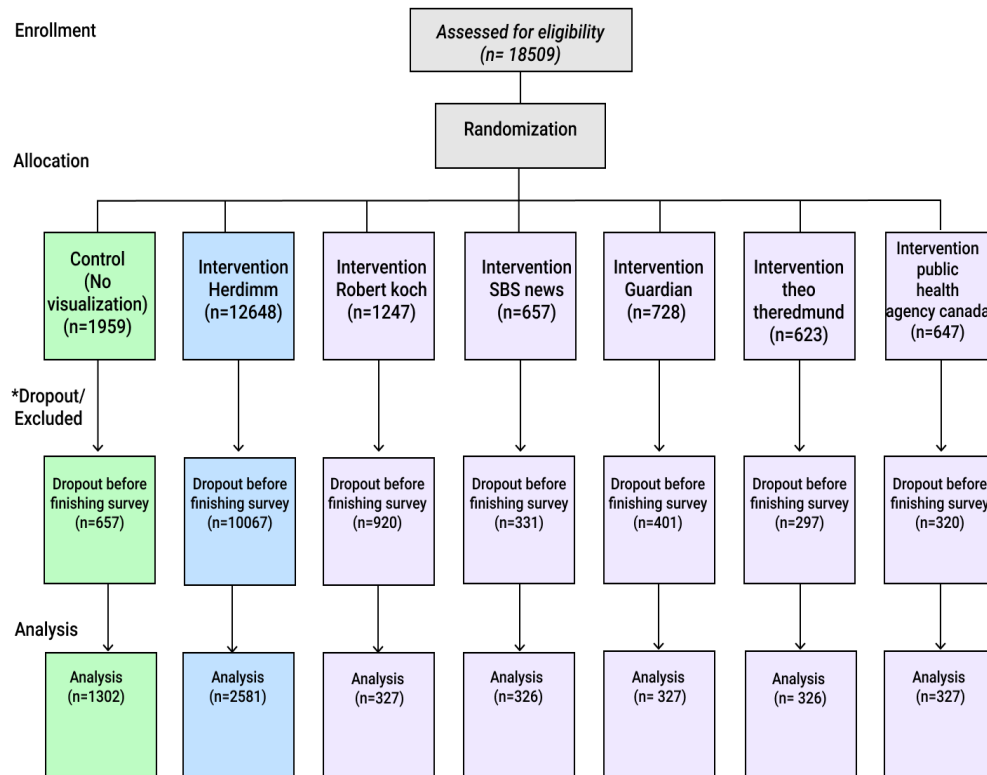 Enrollment
Assessed for eligibility
(n= 18509)
Randomization
Allocation
Control
(No
visualization)
(n=1959)
Intervention
Herdimm
(n=12648)
Intervention
Robert koch
(n=1247)
Intervention
SBS news
(n=657)
Intervention
Guardian
(n=728)
Intervention
theo
theredmund
(n=623)
Intervention
public
health
agency canada
(n=647)
*Dropout/
Excluded
Dropout before
finishing survey
(n=657)
Dropout before
finishing survey
(n=10067)
Dropout before
finishing survey
(n=920)
Dropout before
finishing survey
(n=331)
Dropout before
finishing survey
(n=401)
Dropout before
finishing survey
(n=297)
Dropout before
finishing survey
(n=320)
Analysis
Analysis
(n=1302)
Analysis
(n=2581)
Analysis
(n=327)
Analysis
(n=326)
Analysis
(n= 327)
Analysis
(n= 326)
Analysis
(n=327)